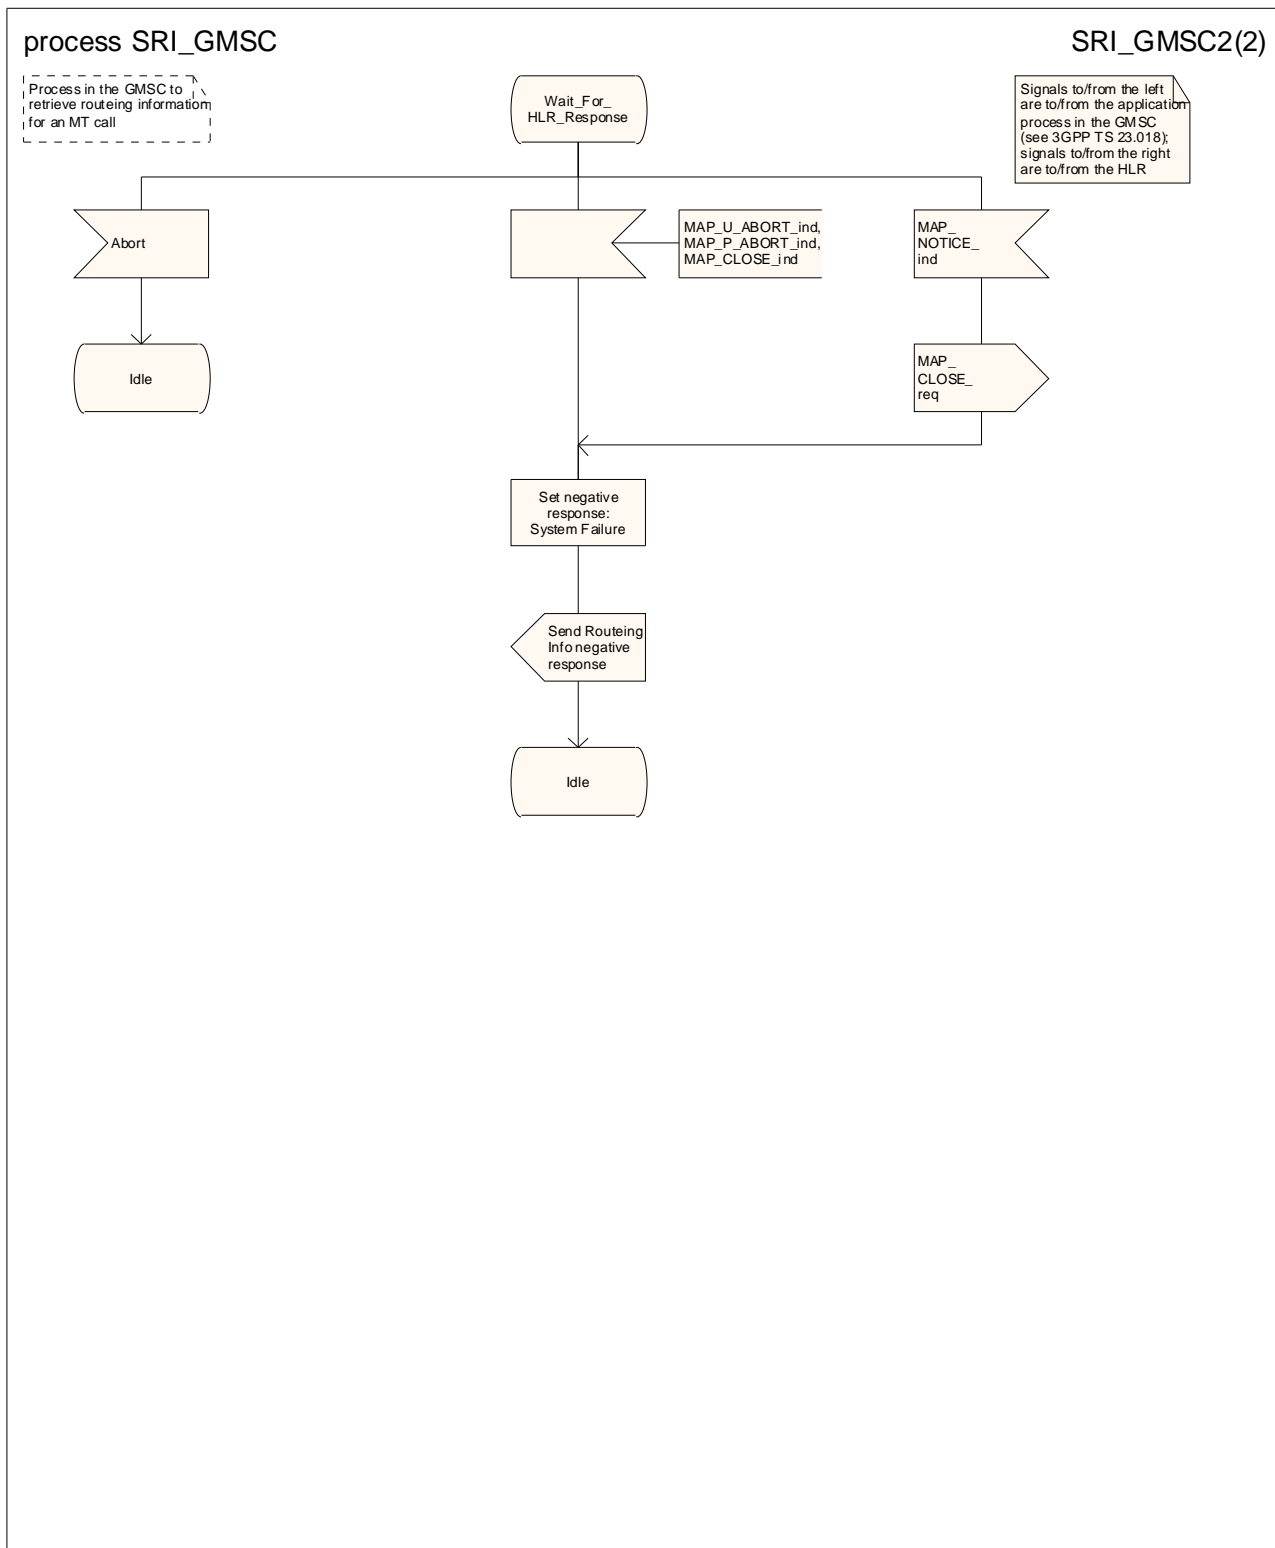 process SRI_GMSC
SRI_GMSC2(2)
Process in the GMSC to
retrieve routeing information
for an MT call
Wait_For_
HLR_Response
Signals to/from the left
are to/from the application
process in the GMSC
(see 3GPP TS 23.018);
signals to/from the right
are to/from the HLR
Abort
MAP_U_ABORT_ind,
MAP_P_ABORT_ind,
MAP_CLOSE_ind
MAP_
NOTICE_
ind
Idle
MAP_
CLOSE_
req
Set negative
response:
System Failure
Send Routeing
Info negative
response
Idle